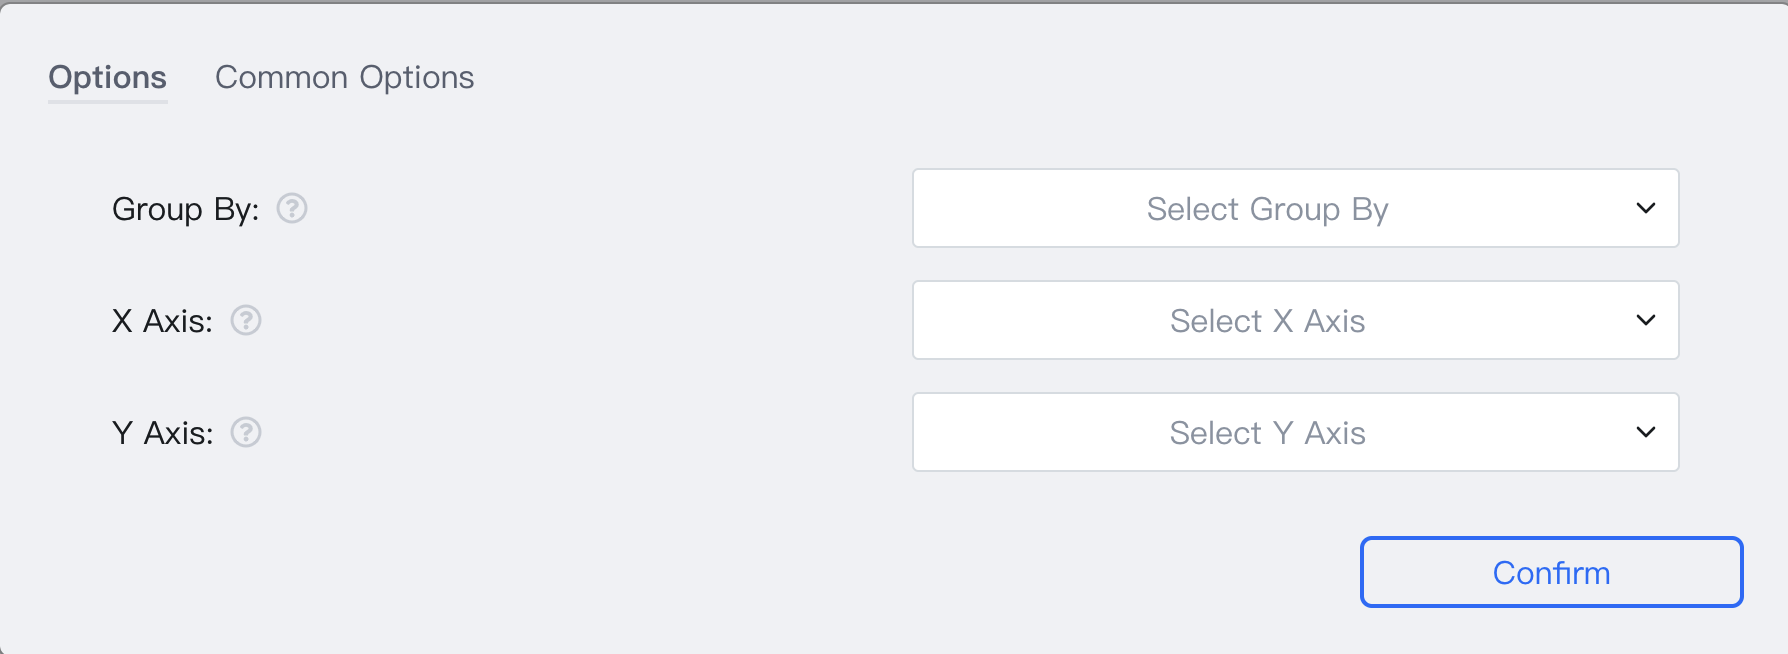 Options Common Options
Group By: ? Select Group By
X Axis: ? Select X Axis
Y Axis: ? Select Y Axis
Confirm